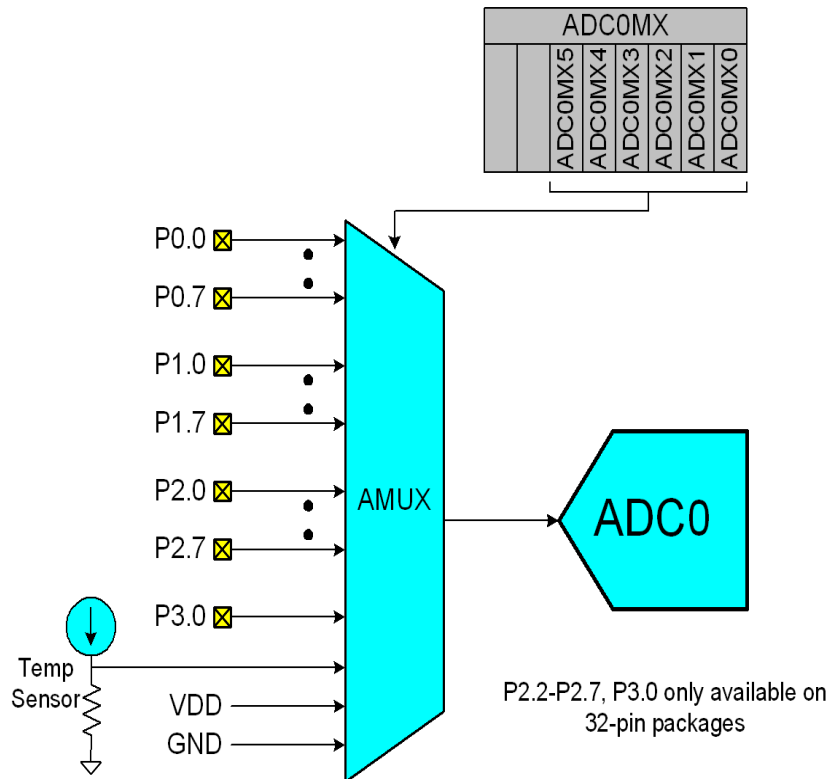 ADC0MX
ADC0MX5
ADC0MX4
ADC0MX3
ADC0MX2
ADC0MX1
ADC0MX0
P0.0
P0.7
P1.0
P1.7
P2.0
P2.7
P3.0
AMUX
ADC0
Temp
Sensor
VDD
GND
P2.2-P2.7, P3.0 only available on
32-pin packages